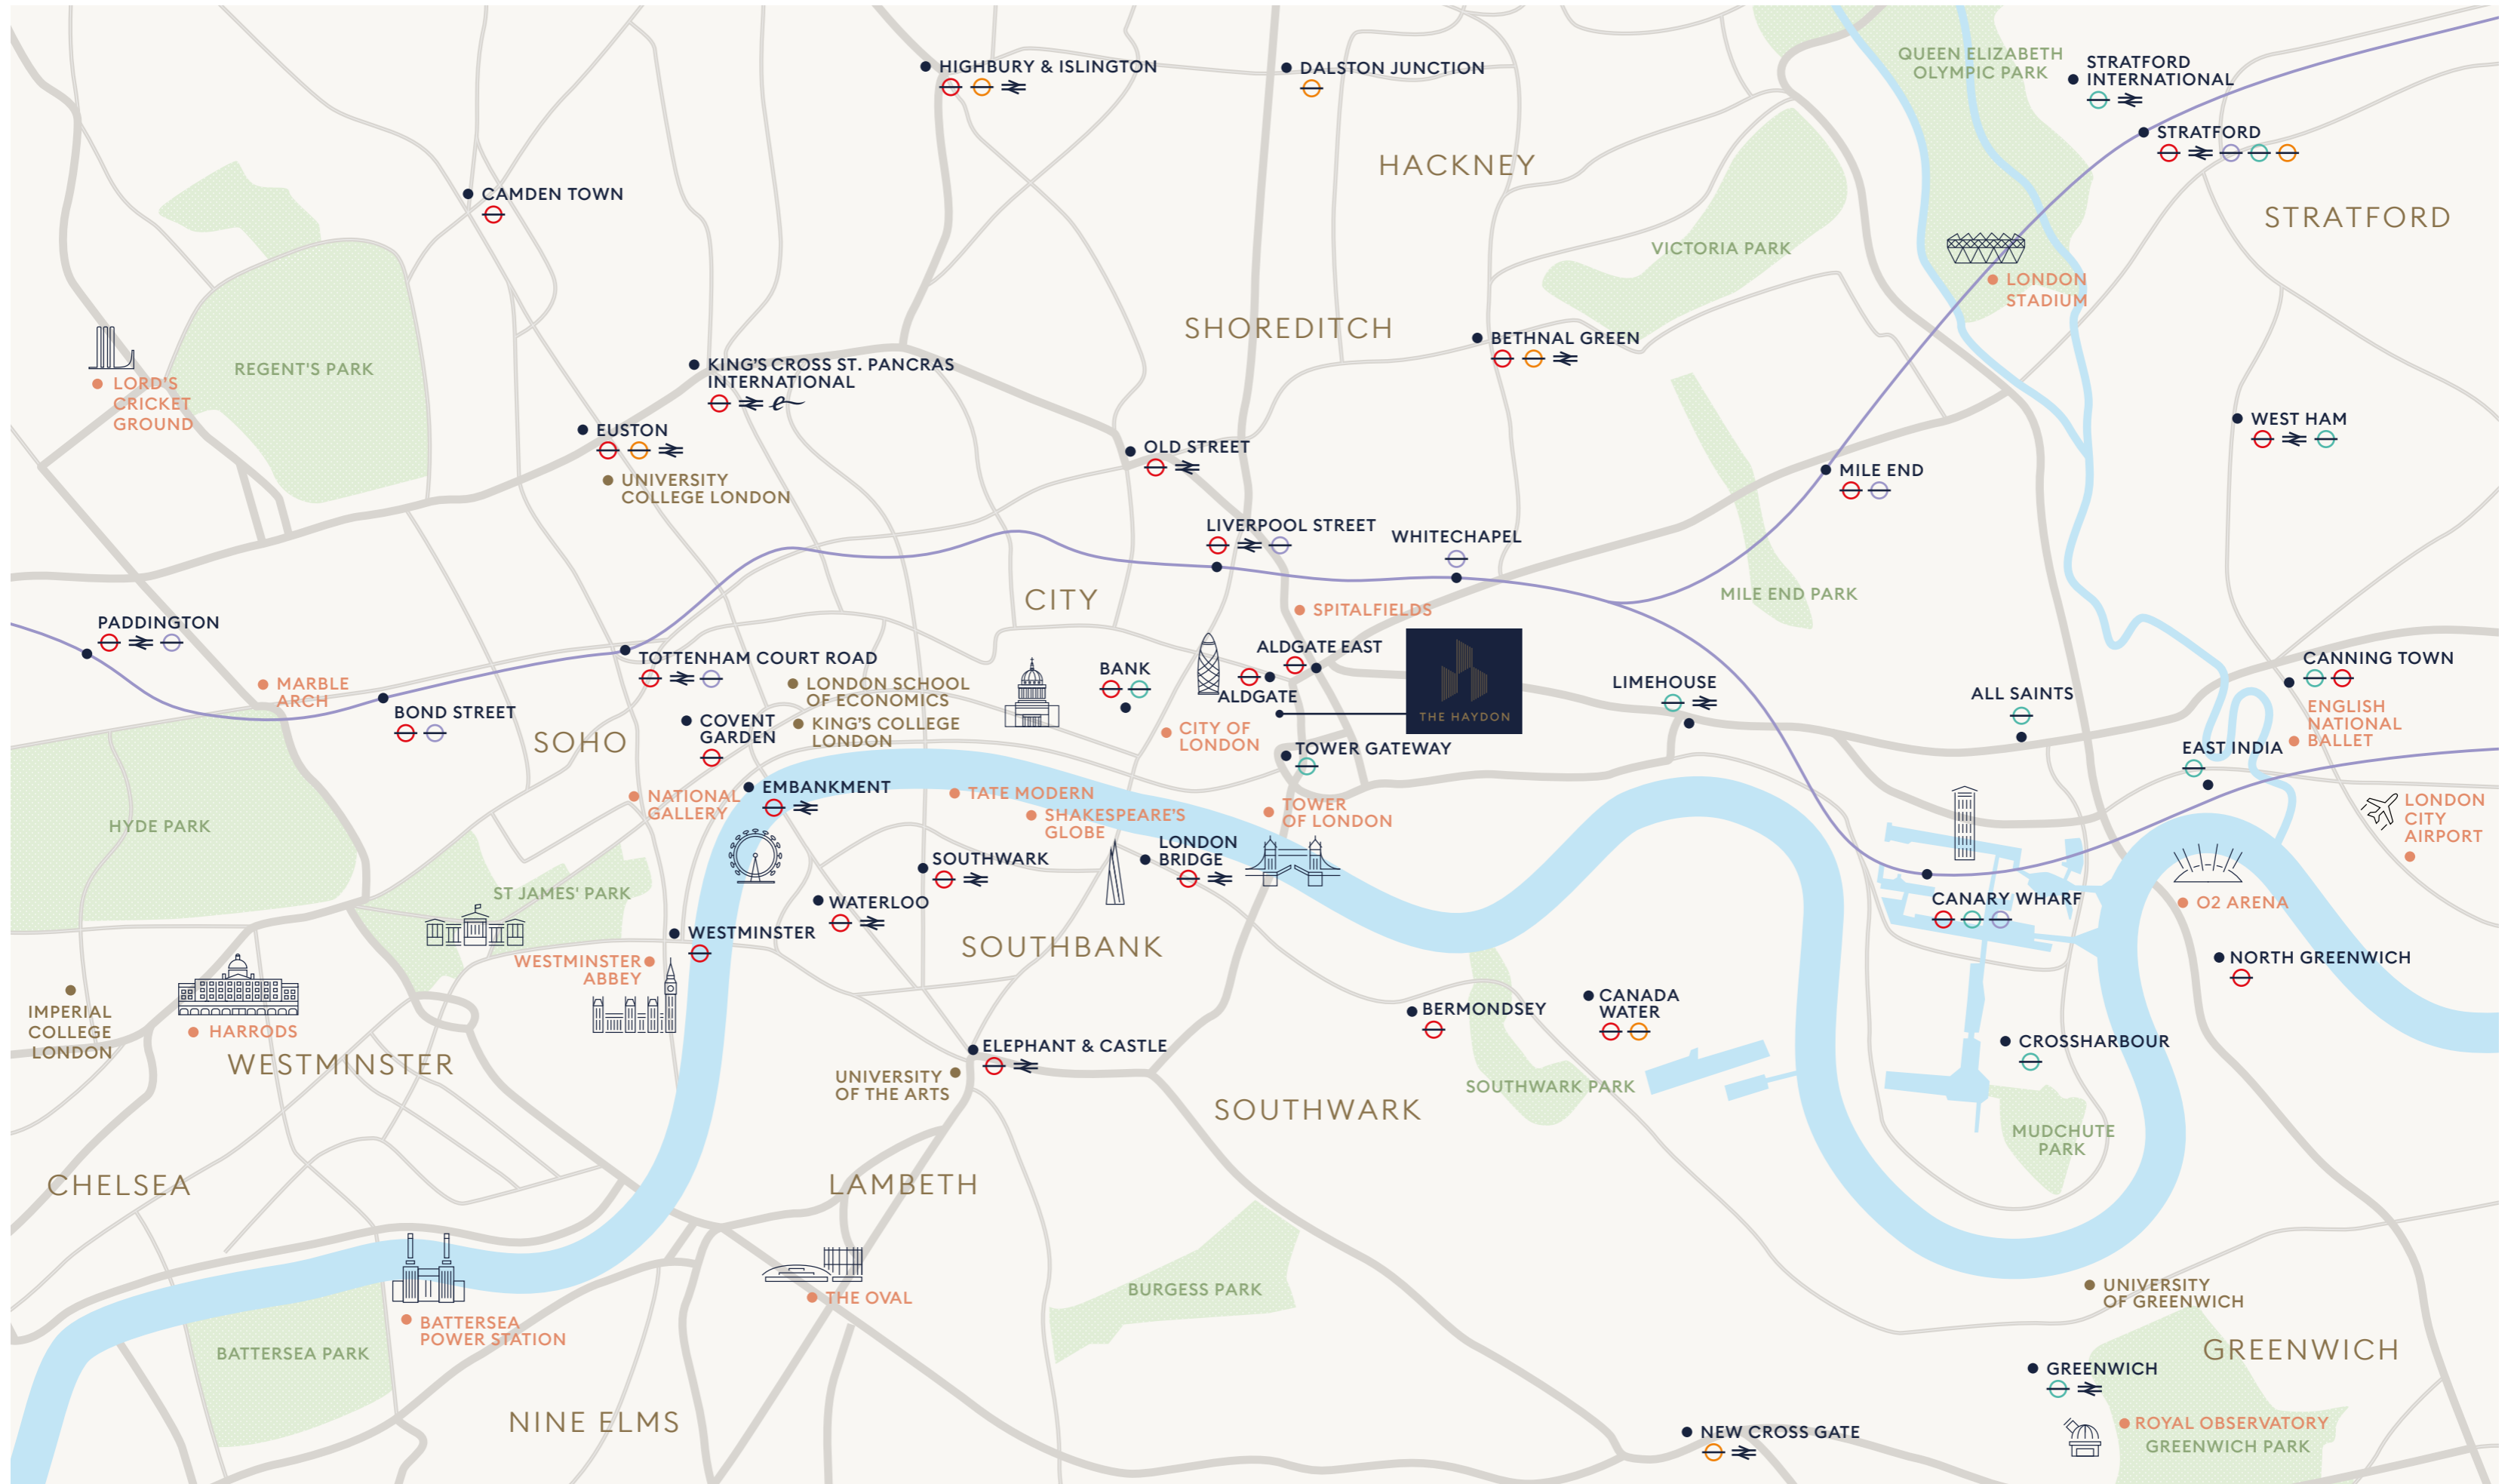 HIGHBURY & ISLINGTON
DALSTON JUNCTION
QUEEN ELIZABETH
OLYMPIC PARK
STRATFORD
INTERNATIONAL
STRATFORD
HACKNEY
CAMDEN TOWN
STRATFORD
VICTORIA PARK
LONDON
STADIUM
SHOREDITCH
BETHNAL GREEN
REGENT'S PARK
LORD'S
CRICKET
GROUND
KING'S CROSS ST. PANCRAS
INTERNATIONAL
e
EUSTON
UNIVERSITY
COLLEGE LONDON
OLD STREET
WEST HAM
MILE END
LIVERPOOL STREET
WHITECHAPEL
CITY
SPITALFIELDS
MILE END PARK
PADDINGTON
MARBLE
ARCH
BOND STREET
TOTTENHAM COURT ROAD
LONDON SCHOOL
OF ECONOMICS
KING'S COLLEGE
LONDON
COVENT
GARDEN
SOHO
BANK
ALDGATE EAST
ALDGATE
THE HAYDON
CITY OF
LONDON
TOWER GATEWAY
LIMEHOUSE
ALL SAINTS
CANNING TOWN
ENGLISH
NATIONAL
BALLET
EAST INDIA
LONDON
CITY
AIRPORT
HYDE PARK
NATIONAL
GALLERY
EMBANKMENT
TATE MODERN
SHAKESPEARE'S
GLOBE
TOWER
OF LONDON
LONDON
BRIDGE
SOUTHWARK
ST JAMES' PARK
WATERLOO
WESTMINSTER
WESTMINSTER
ABBEY
SOUTHBANK
CANARY WHARF
O2 ARENA
NORTH GREENWICH
IMPERIAL
COLLEGE
LONDON
HARRODS
WESTMINSTER
BERMONDSEY
CANADA
WATER
CROSSHARBOUR
ELEPHANT & CASTLE
UNIVERSITY
OF THE ARTS
SOUTHWARK PARK
SOUTHWARK
MUDCHUTE
PARK
CHELSEA
LAMBETH
BURGESS PARK
THE OVAL
BATTERSEA
POWER STATION
BATTERSEA PARK
NINE ELMS
UNIVERSITY
OF GREENWICH
GREENWICH
GREENWICH
ROYAL OBSERVATORY
GREENWICH PARK
NEW CROSS GATE